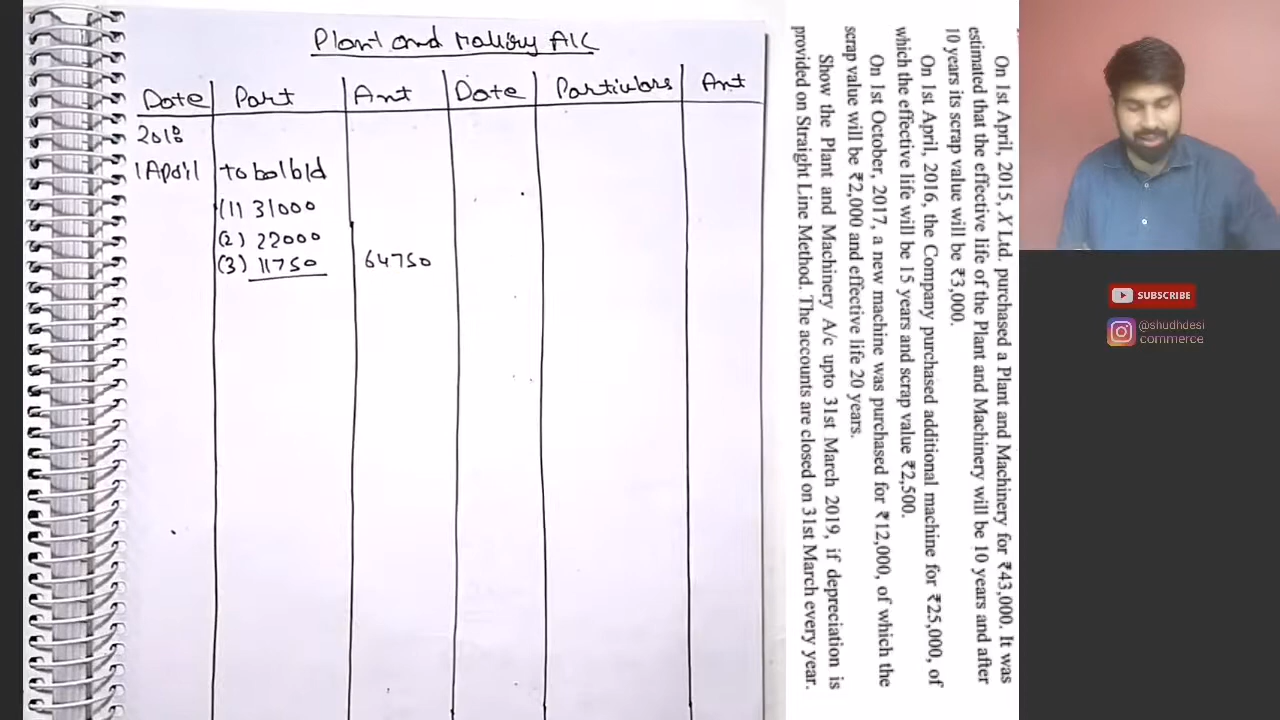 Plant and Mahinry A/C
Date Part Amt Date Particulars Amt
2018
1 April to bal b/d
(1) 31000
(2) 22000
(3) 11750 64750
On 1st April, 2015, X Ltd. purchased a Plant and Machinery for ₹43,000. It was
estimated that the effective life of the Plant and Machinery will be 10 years and after
10 years its scrap value will be ₹3,000.
On 1st April, 2016, the Company purchased additional machine for ₹25,000, of
which the effective life will be 15 years and scrap value ₹2,500.
On 1st October, 2017, a new machine was purchased for ₹12,000, of which the
scrap value will be ₹2,000 and effective life 20 years.
Show the Plant and Machinery A/c upto 31st March 2019, if depreciation is
provided on Straight Line Method. The accounts are closed on 31st March every year.
SUBSCRIBE
@shudhdesi
commerce